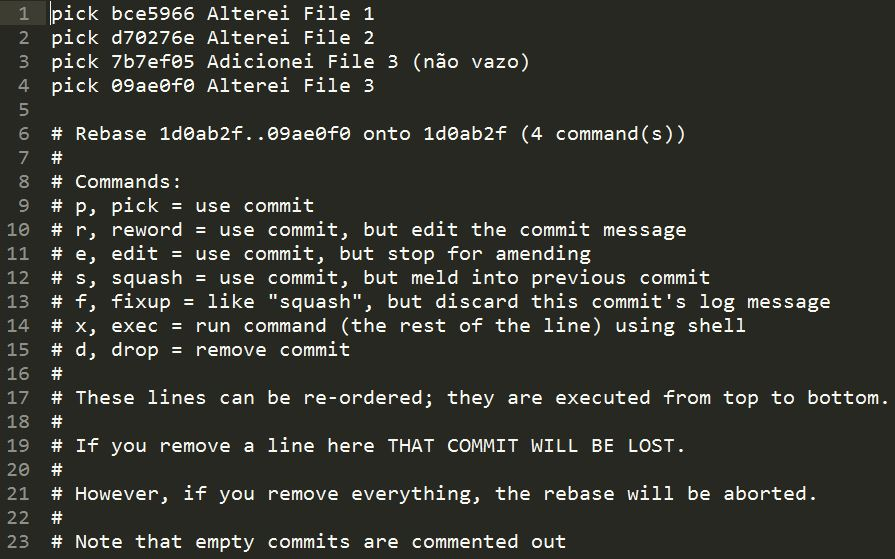 1 pick bce5966 Alterei File 1
2 pick d70276e Alterei File 2
3 pick 7b7ef05 Adicionei File 3 (não vazo)
4 pick 09ae0f0 Alterei File 3
5
6 # Rebase 1d0ab2f..09ae0f0 onto 1d0ab2f (4 command(s))
7 #
8 # Commands:
9 # p, pick = use commit
10 # r, reword = use commit, but edit the commit message
11 # e, edit = use commit, but stop for amending
12 # s, squash = use commit, but meld into previous commit
13 # f, fixup = like "squash", but discard this commit's log message
14 # x, exec = run command (the rest of the line) using shell
15 # d, drop = remove commit
16 #
17 # These lines can be re-ordered; they are executed from top to bottom.
18 #
19 # If you remove a line here THAT COMMIT WILL BE LOST.
20 #
21 # However, if you remove everything, the rebase will be aborted.
22 #
23 # Note that empty commits are commented out